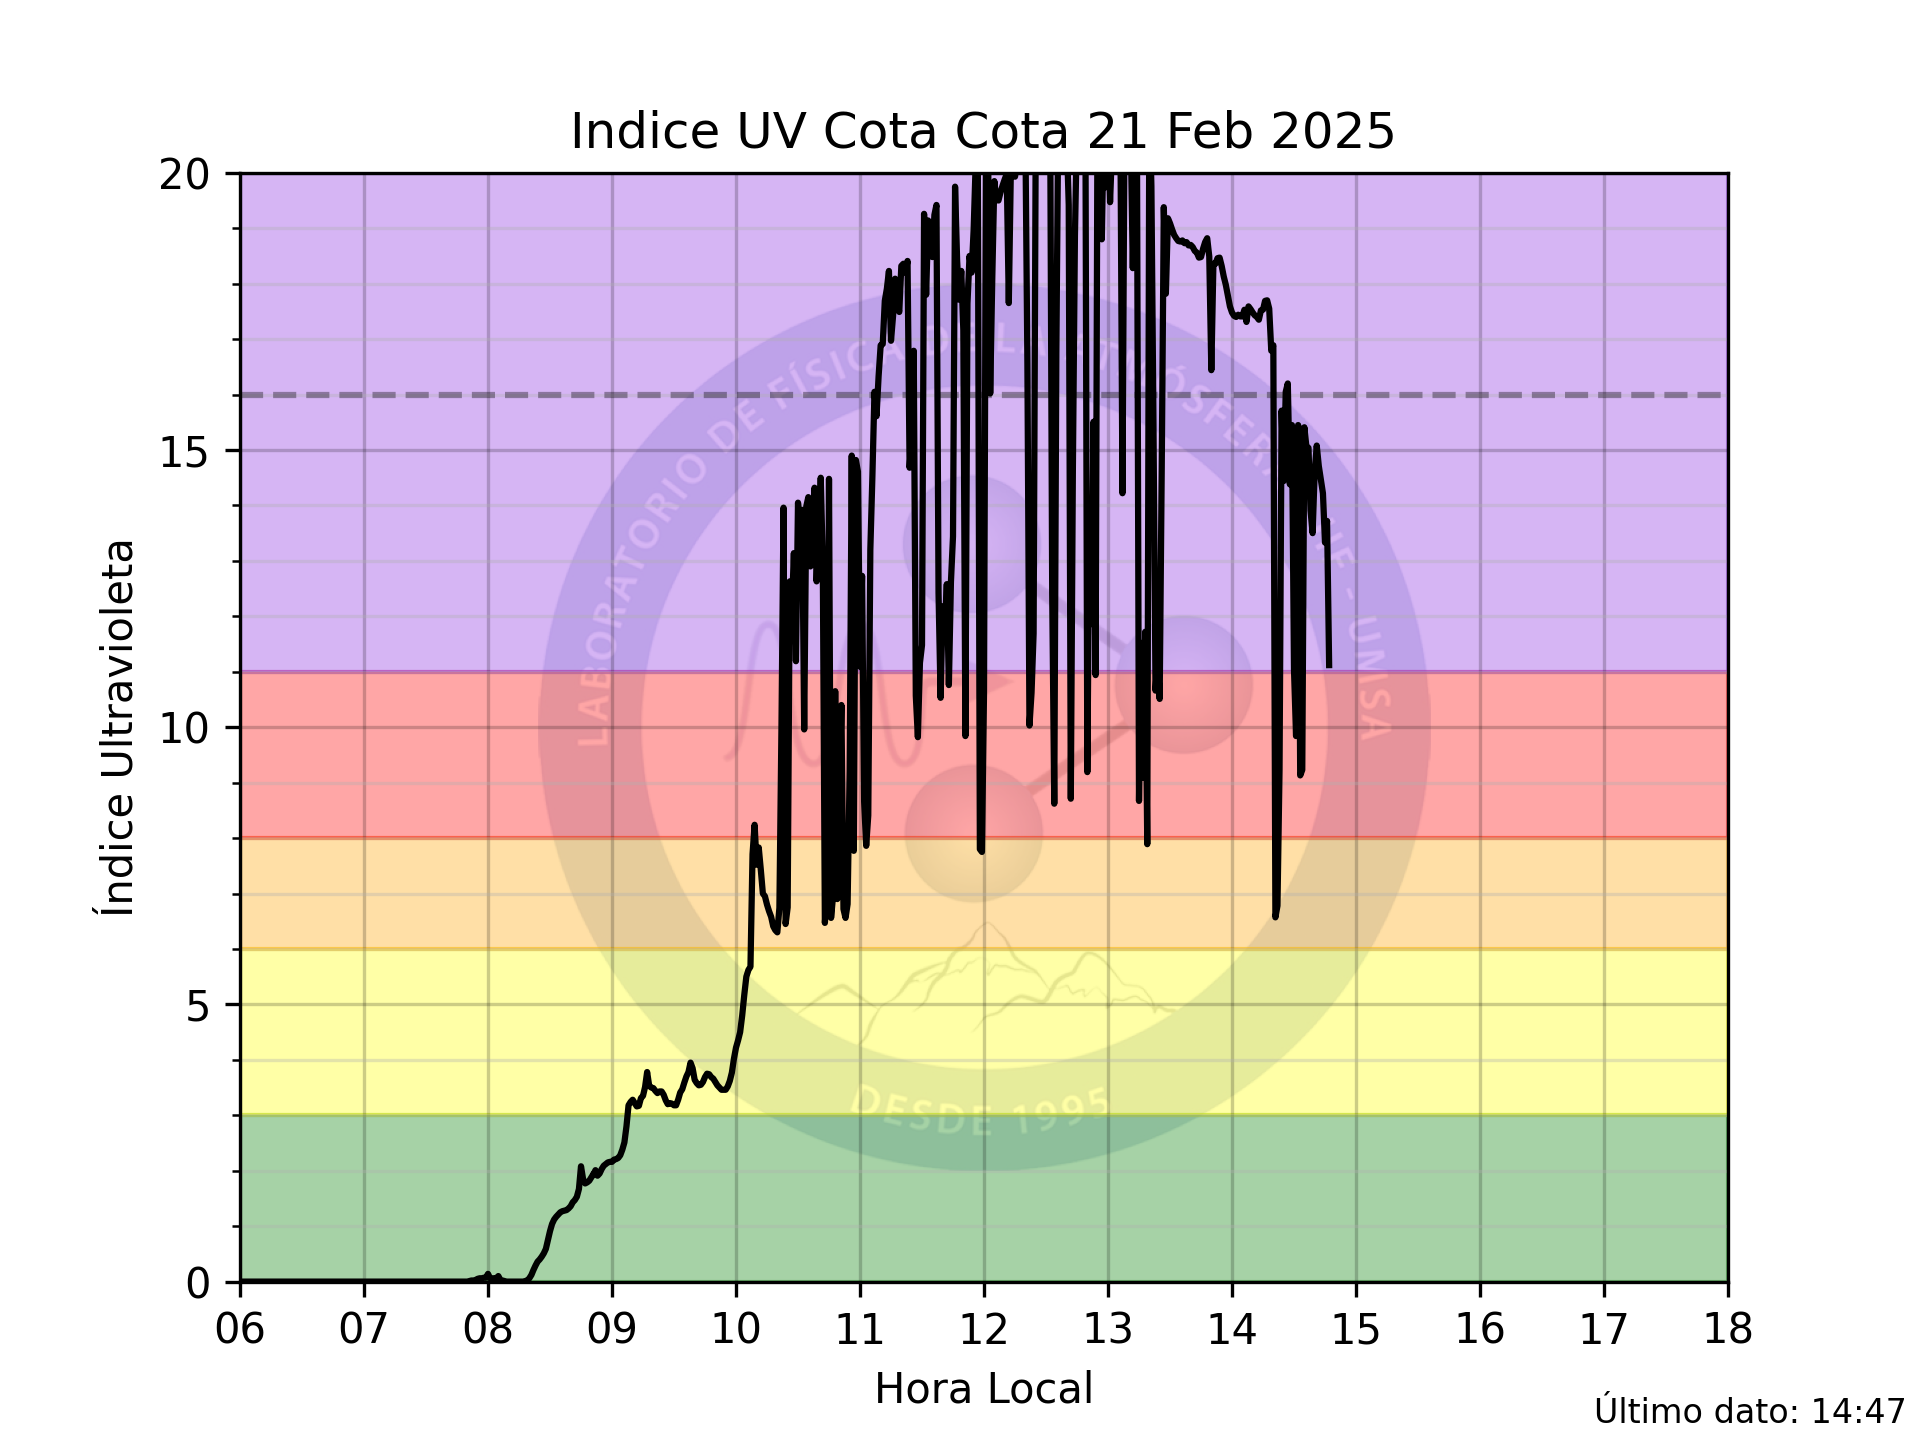 Indice UV Cota Cota 21 Feb 2025
20
15
10
5
0
Índice Ultravioleta
LABORATORIO DE FÍSICA DE LA ATMÓSFERA - UMSA
DESDE 1995
06 07 08 09 10 11 12 13 14 15 16 17 18
Hora Local
Último dato: 14:47